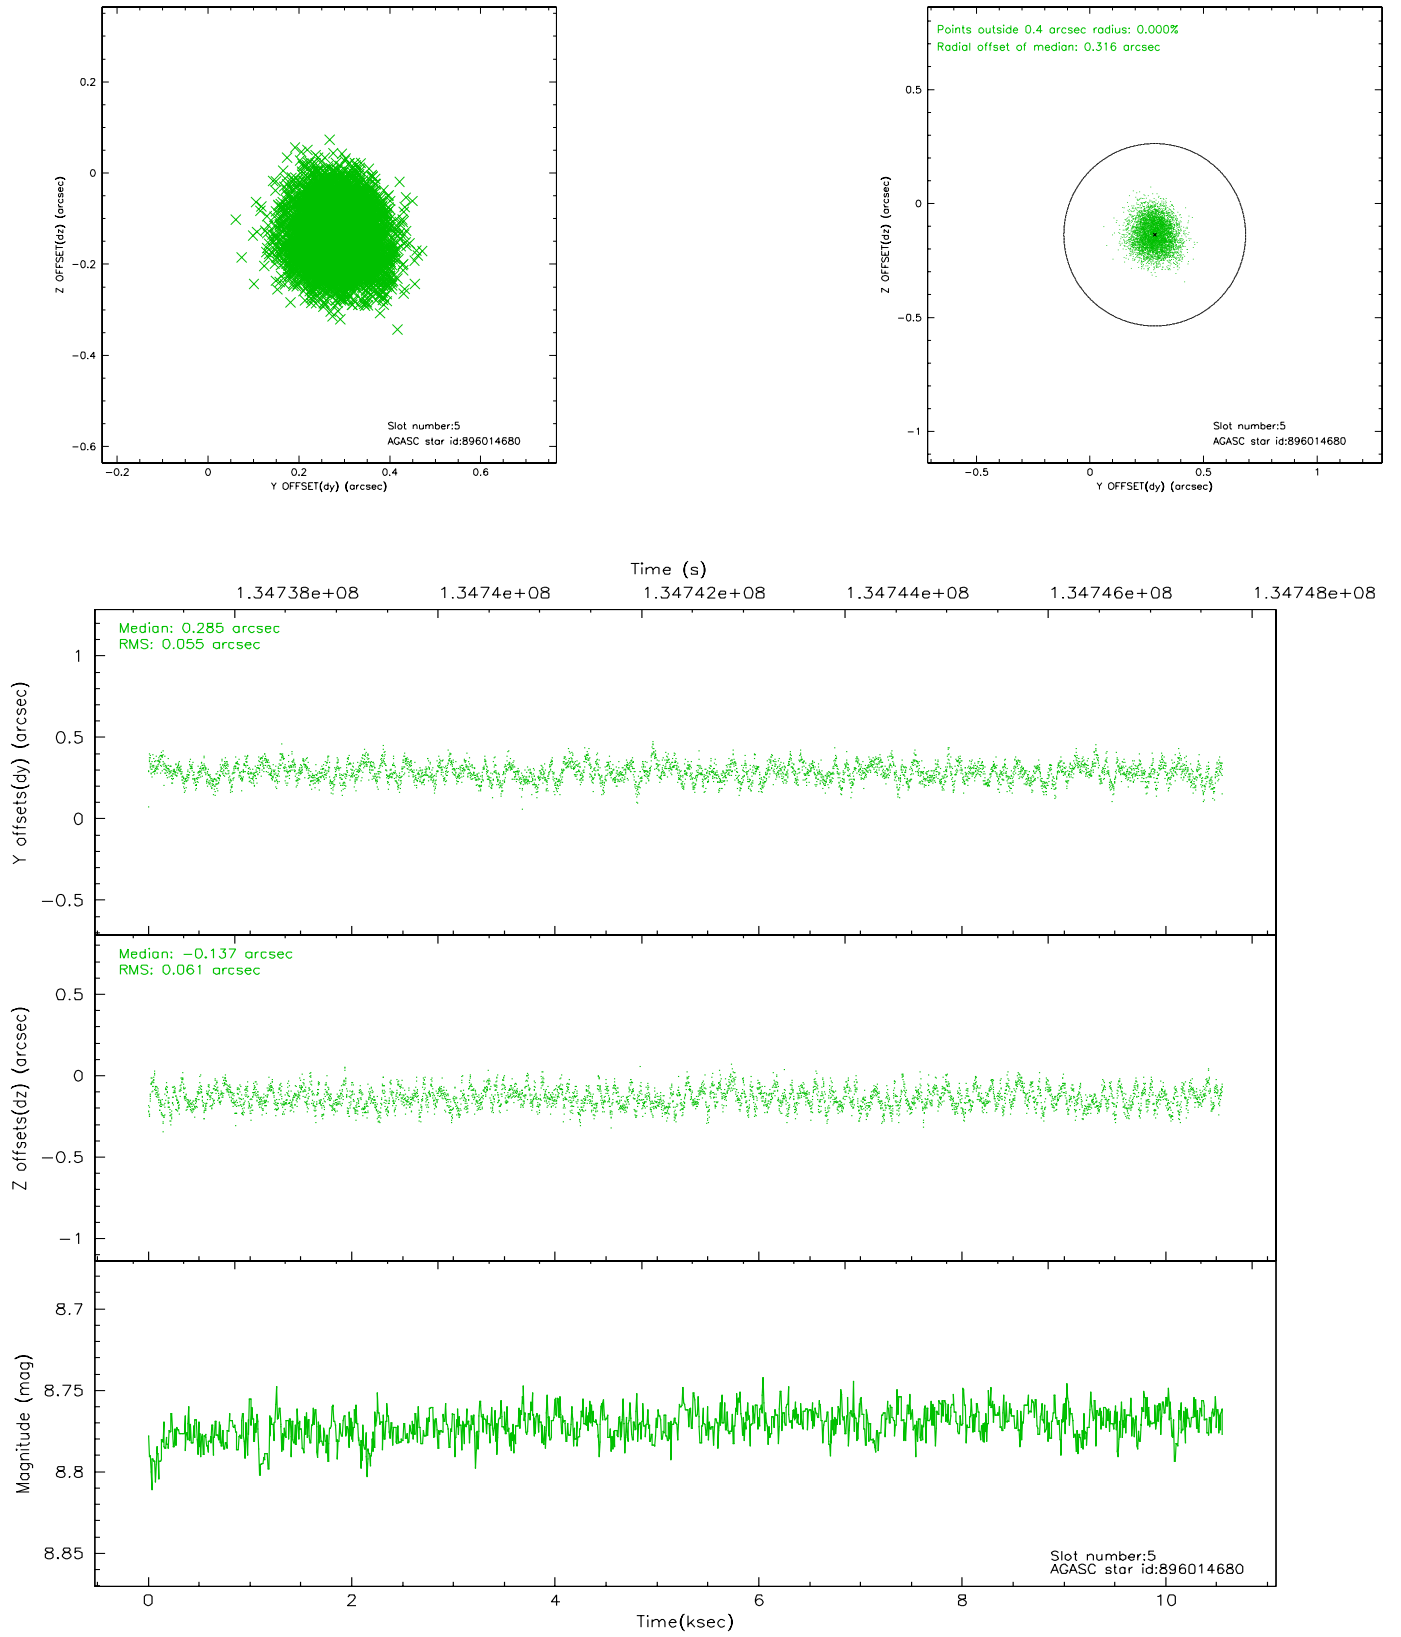 0.2
0
−0.2
−0.4
−0.6
Z OFFSET(dz) (arcsec)
Slot number:5
AGASC star id:896014680
−0.2 0 0.2 0.4 0.6
Y OFFSET(dy) (arcsec)
Points outside 0.4 arcsec radius: 0.000%
Radial offset of median: 0.316 arcsec
0.5
0
−0.5
−1
Z OFFSET(dz) (arcsec)
Slot number:5
AGASC star id:896014680
−0.5 0 0.5 1
Y OFFSET(dy) (arcsec)
Time (s)
1.34738e+08 1.3474e+08 1.34742e+08 1.34744e+08 1.34746e+08 1.34748e+08
Median: 0.285 arcsec
RMS: 0.055 arcsec
1
0.5
0
−0.5
Y offsets(dy) (arcsec)
Median: −0.137 arcsec
RMS: 0.061 arcsec
0.5
0
−0.5
−1
Z offsets(dz) (arcsec)
8.7
8.75
8.8
8.85
Magnitude (mag)
Slot number:5
AGASC star id:896014680
0 2 4 6 8 10
Time(ksec)